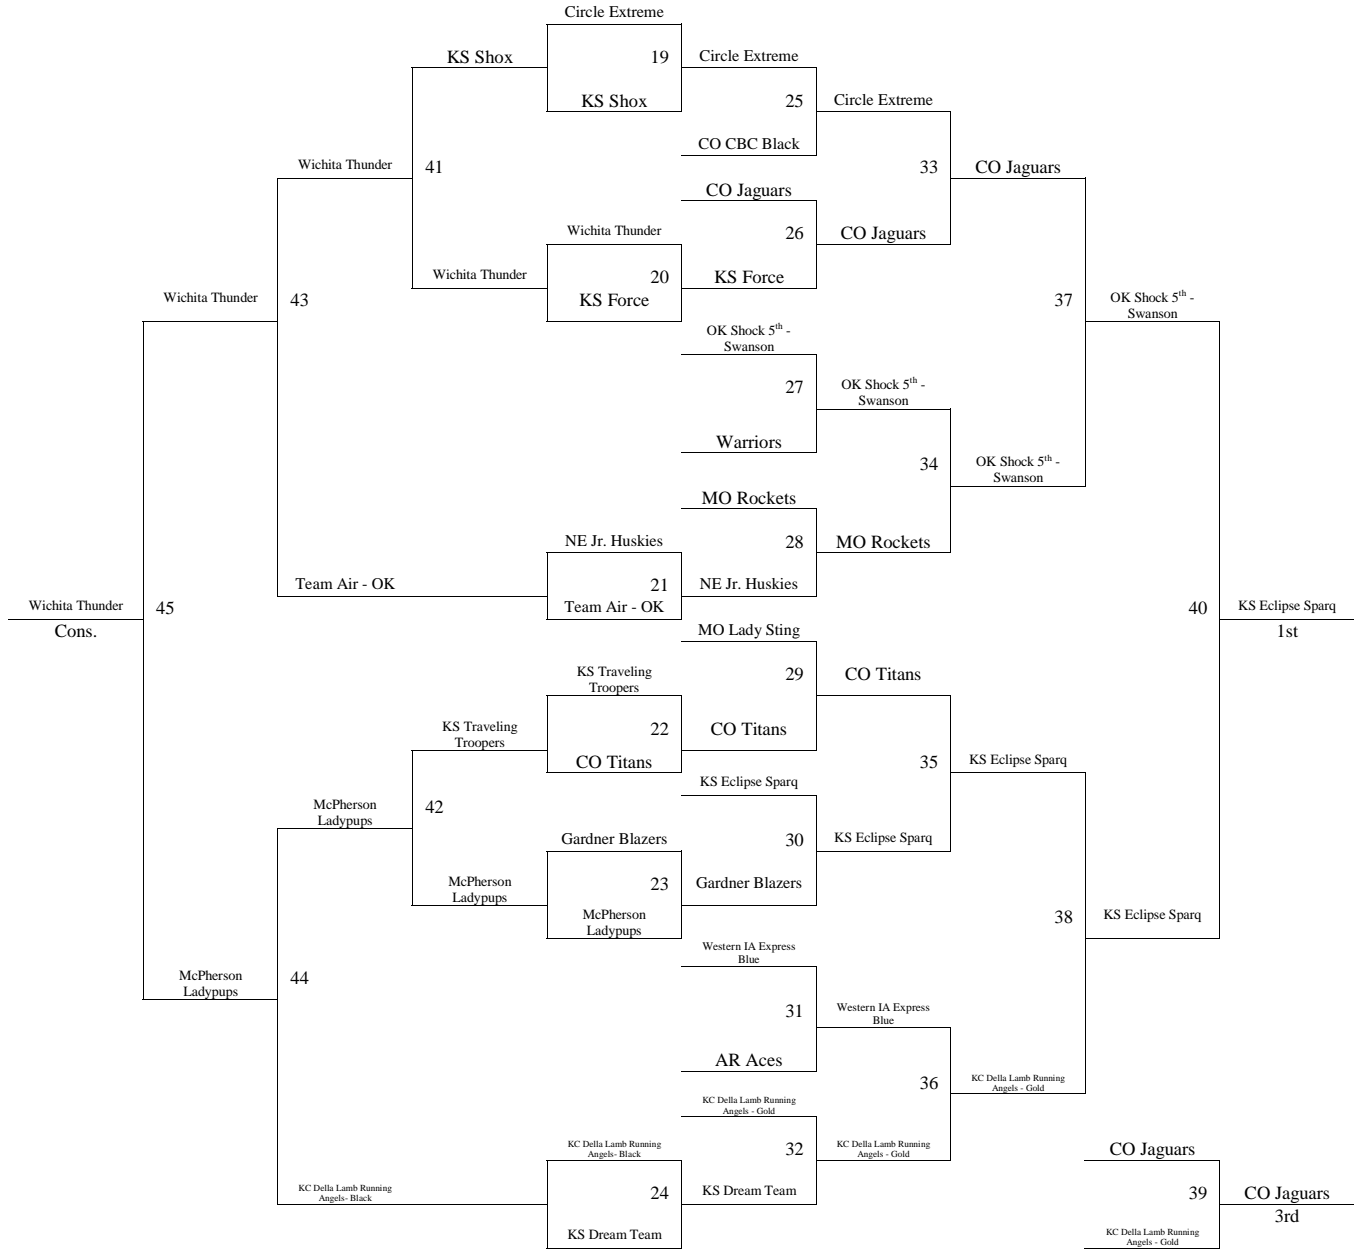 Circle Extreme
KS Shox
19
Circle Extreme
KS Shox
25
Circle Extreme
CO CBC Black
Wichita Thunder
41
33
CO Jaguars
CO Jaguars
Wichita Thunder
26
CO Jaguars
Wichita Thunder
20
KS Force
KS Force
Wichita Thunder
43
37
OK Shock 5th -
Swanson
OK Shock 5th -
Swanson
27
OK Shock 5th -
Swanson
Warriors
34
OK Shock 5th -
Swanson
MO Rockets
NE Jr. Huskies
28
MO Rockets
Team Air - OK
21
NE Jr. Huskies
Team Air - OK
Wichita Thunder
45
Cons.
40
KS Eclipse Sparq
1st
MO Lady Sting
KS Traveling
Troopers
29
CO Titans
KS Traveling
Troopers
22
CO Titans
CO Titans
35
KS Eclipse Sparq
KS Eclipse Sparq
McPherson
Ladypups
42
Gardner Blazers
30
KS Eclipse Sparq
McPherson
Ladypups
23
Gardner Blazers
McPherson
Ladypups
38
KS Eclipse Sparq
Western IA Express
Blue
McPherson
Ladypups
44
31
Western IA Express
Blue
AR Aces
36
KC Della Lamb Running
Angels - Gold
KC Della Lamb Running
Angels - Gold
KC Della Lamb Running
Angels- Black
32
KC Della Lamb Running
Angels - Gold
CO Jaguars
KC Della Lamb Running
Angels- Black
24
KS Dream Team
39
CO Jaguars
3rd
KS Dream Team
KC Della Lamb Running
Angels - Gold